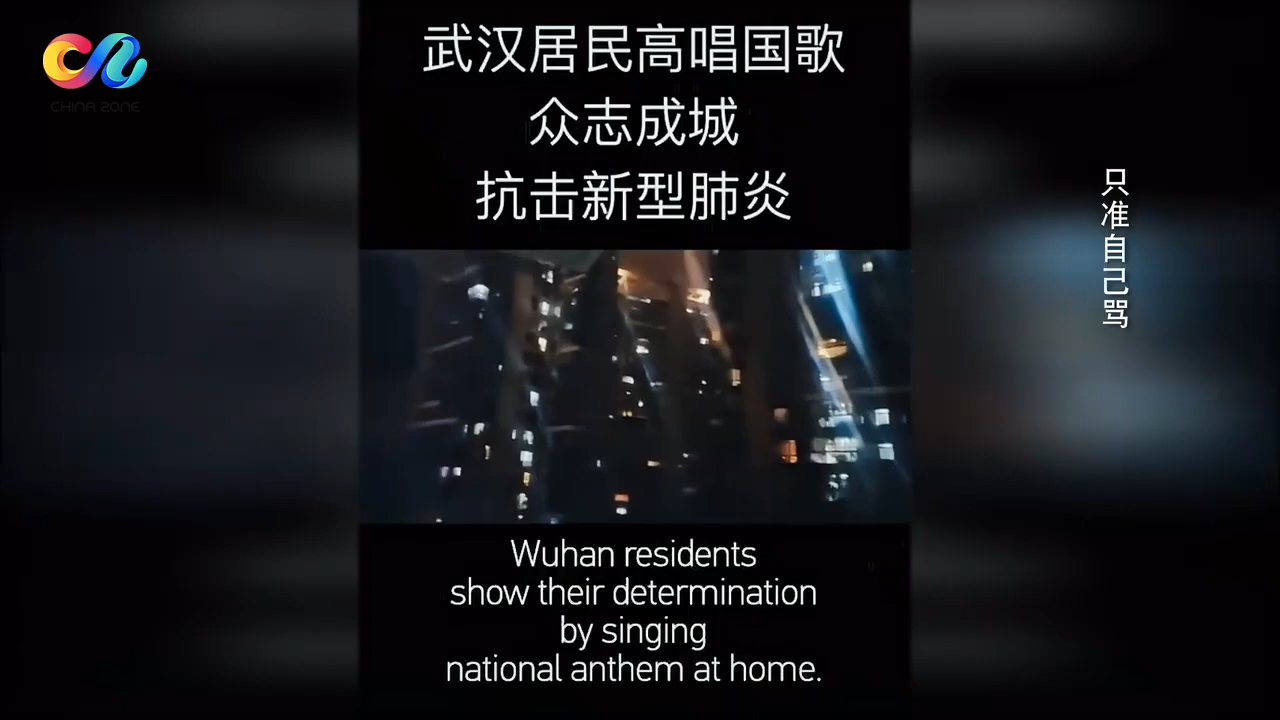 CHINA ZONE
武汉居民高唱国歌
众志成城
抗击新型肺炎
只准自己骂
Wuhan residents
show their determination
by singing
national anthem at home.